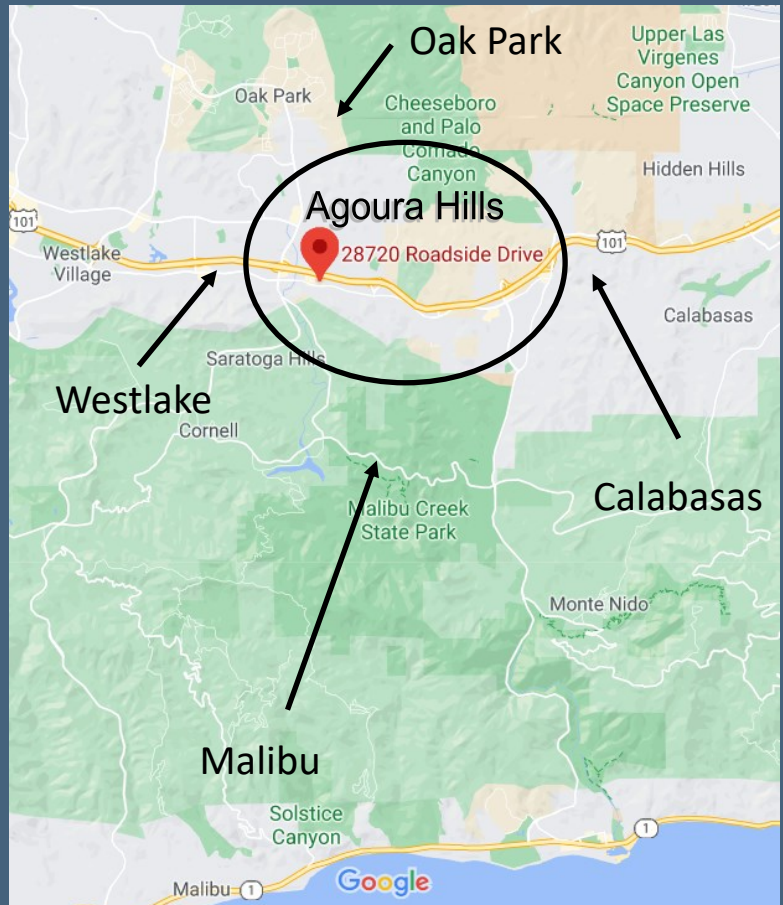 Oak Park
Upper Las
Virgenes
Canyon Open
Space Preserve
Oak Park
Cheeseboro
and Palo
Comado
Canyon
Hidden Hills
Agoura Hills
101
101
Westlake
Village
28720 Roadside Drive
Calabasas
Saratoga Hills
Westlake
Cornell
Calabasas
Malibu Creek
State Park
Monte Nido
Malibu
Solstice
Canyon
1
Google
Malibu
1